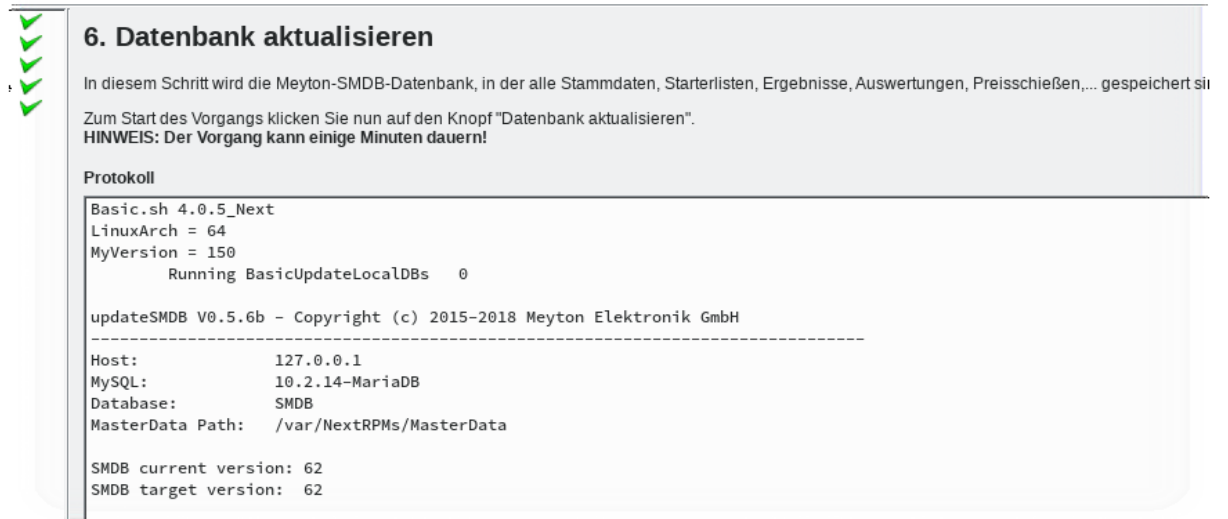 6. Datenbank aktualisieren
In diesem Schritt wird die Meyton-SMDB-Datenbank, in der alle Stammdaten, Starterlisten, Ergebnisse, Auswertungen, Preisschießen,... gespeichert
Zum Start des Vorgangs klicken Sie nun auf den Knopf "Datenbank aktualisieren".
HINWEIS: Der Vorgang kann einige Minuten dauern!
Protokoll
Basic.sh 4.0.5_Next
LinuxArch = 64
MyVersion = 150
Running BasicUpdateLocalDBs 0
updateSMDB V0.5.6b – Copyright (c) 2015–2018 Meyton Elektronik GmbH
--------------------------------------------------------------------------------
Host: 127.0.0.1
MySQL: 10.2.14–MariaDB
Database: SMDB
MasterData Path: /var/NextRPMs/MasterData
SMDB current version: 62
SMDB target version: 62